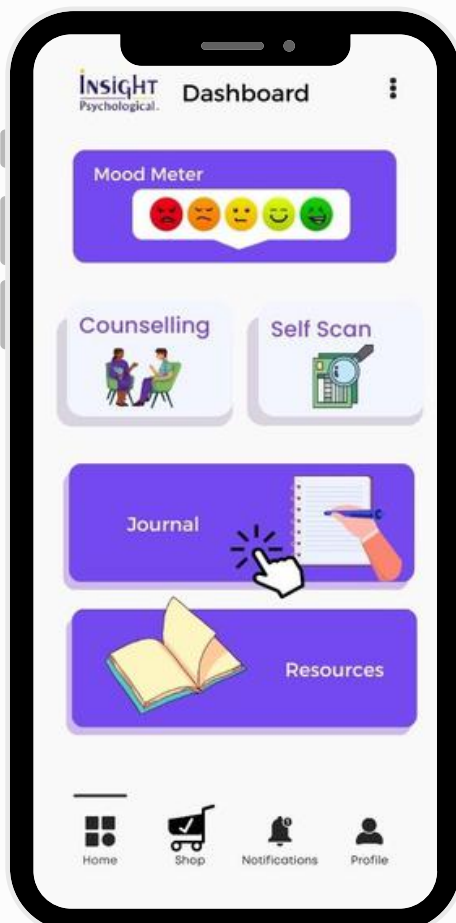 INSIGHT
Psychological.
Dashboard
Mood Meter
Counselling
Self Scan
Journal
Resources
Home
Shop
Notifications
Profile